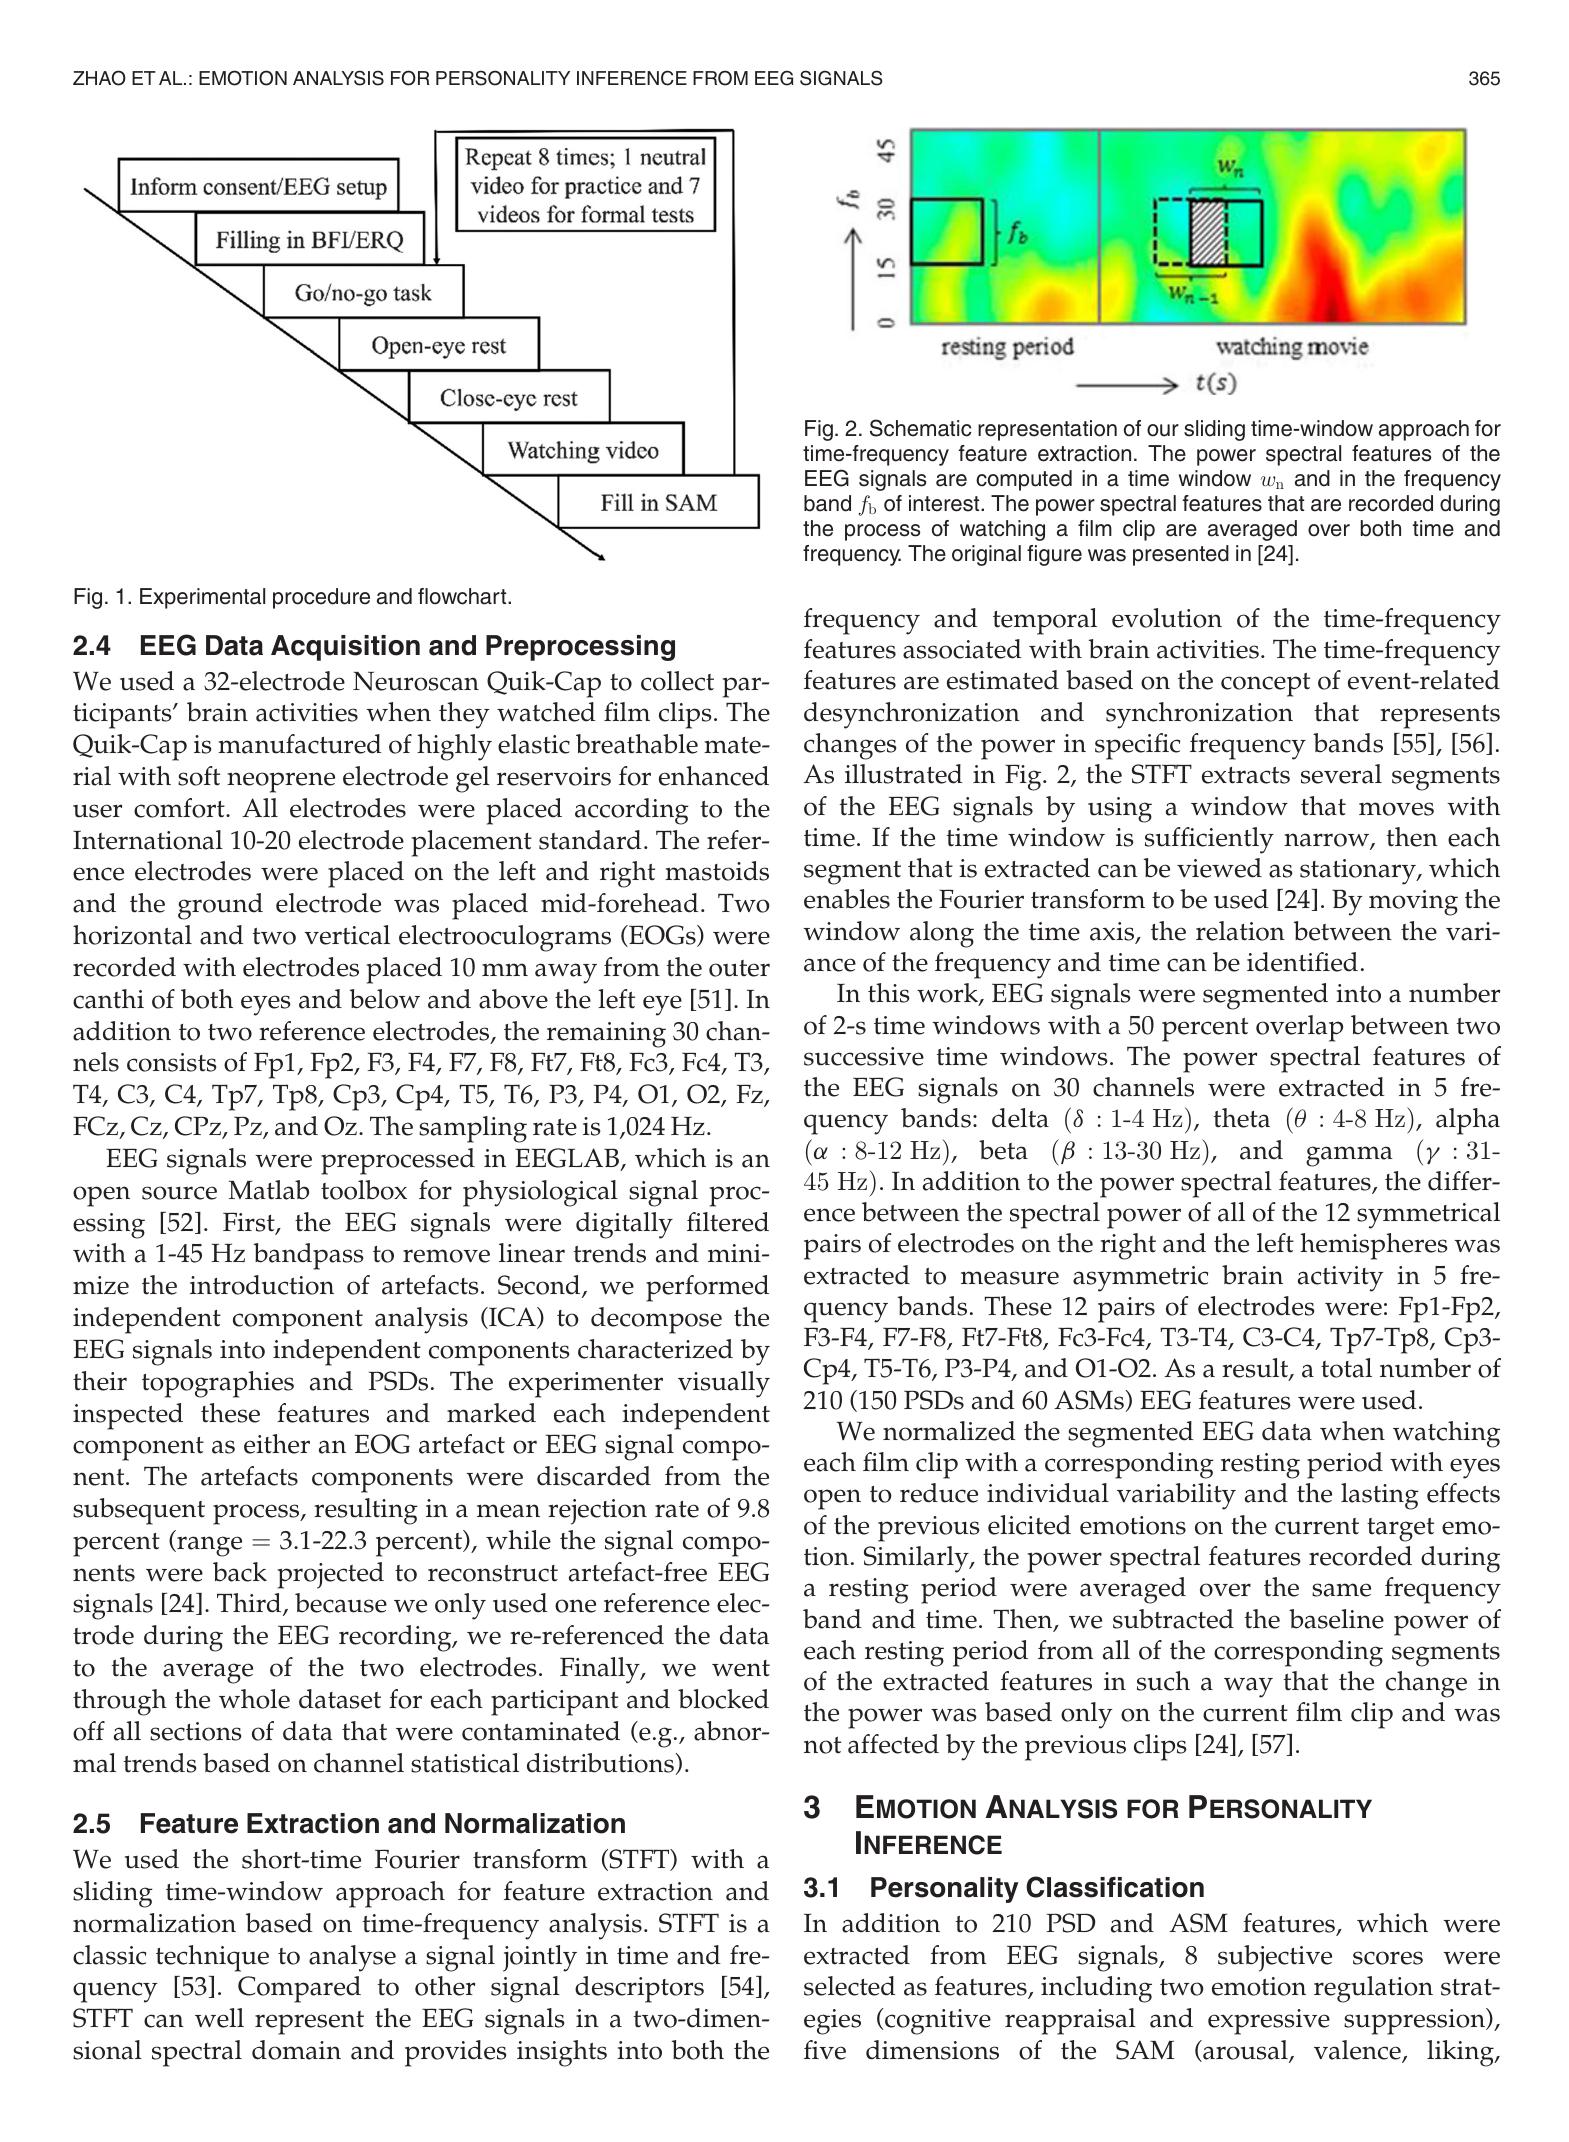 ZHAO ET AL.: EMOTION ANALYSIS FOR PERSONALITY INFERENCE FROM EEG SIGNALS
365
Inform consent/EEG setup
Filling in BFI/ERQ
Go/no-go task
Open-eye rest
Close-eye rest
Watching video
Fill in SAM
Repeat 8 times; 1 neutral
video for practice and 7
videos for formal tests
Fig. 1. Experimental procedure and flowchart.
2.4 EEG Data Acquisition and Preprocessing
We used a 32-electrode Neuroscan Quik-Cap to collect par-
ticipants’ brain activities when they watched film clips. The
Quik-Cap is manufactured of highly elastic breathable mate-
rial with soft neoprene electrode gel reservoirs for enhanced
user comfort. All electrodes were placed according to the
International 10-20 electrode placement standard. The refer-
ence electrodes were placed on the left and right mastoids
and the ground electrode was placed mid-forehead. Two
horizontal and two vertical electrooculograms (EOGs) were
recorded with electrodes placed 10 mm away from the outer
canthi of both eyes and below and above the left eye [51]. In
addition to two reference electrodes, the remaining 30 chan-
nels consists of Fp1, Fp2, F3, F4, F7, F8, Ft7, Ft8, Fc3, Fc4, T3,
T4, C3, C4, Tp7, Tp8, Cp3, Cp4, T5, T6, P3, P4, O1, O2, Fz,
FCz, Cz, CPz, Pz, and Oz. The sampling rate is 1,024 Hz.
EEG signals were preprocessed in EEGLAB, which is an
open source Matlab toolbox for physiological signal proc-
essing [52]. First, the EEG signals were digitally filtered
with a 1-45 Hz bandpass to remove linear trends and mini-
mize the introduction of artefacts. Second, we performed
independent component analysis (ICA) to decompose the
EEG signals into independent components characterized by
their topographies and PSDs. The experimenter visually
inspected these features and marked each independent
component as either an EOG artefact or EEG signal compo-
nent. The artefacts components were discarded from the
subsequent process, resulting in a mean rejection rate of 9.8
percent (range = 3.1-22.3 percent), while the signal compo-
nents were back projected to reconstruct artefact-free EEG
signals [24]. Third, because we only used one reference elec-
trode during the EEG recording, we re-referenced the data
to the average of the two electrodes. Finally, we went
through the whole dataset for each participant and blocked
off all sections of data that were contaminated (e.g., abnor-
mal trends based on channel statistical distributions).
2.5 Feature Extraction and Normalization
We used the short-time Fourier transform (STFT) with a
sliding time-window approach for feature extraction and
normalization based on time-frequency analysis. STFT is a
classic technique to analyse a signal jointly in time and fre-
quency [53]. Compared to other signal descriptors [54],
STFT can well represent the EEG signals in a two-dimen-
sional spectral domain and provides insights into both the
f_b
0 15 30 45
f_b
w_n
w_{n-1}
resting period
watching movie
t(s)
Fig. 2. Schematic representation of our sliding time-window approach for
time-frequency feature extraction. The power spectral features of the
EEG signals are computed in a time window w_n and in the frequency
band f_b of interest. The power spectral features that are recorded during
the process of watching a film clip are averaged over both time and
frequency. The original figure was presented in [24].
frequency and temporal evolution of the time-frequency
features associated with brain activities. The time-frequency
features are estimated based on the concept of event-related
desynchronization and synchronization that represents
changes of the power in specific frequency bands [55], [56].
As illustrated in Fig. 2, the STFT extracts several segments
of the EEG signals by using a window that moves with
time. If the time window is sufficiently narrow, then each
segment that is extracted can be viewed as stationary, which
enables the Fourier transform to be used [24]. By moving the
window along the time axis, the relation between the vari-
ance of the frequency and time can be identified.
In this work, EEG signals were segmented into a number
of 2-s time windows with a 50 percent overlap between two
successive time windows. The power spectral features of
the EEG signals on 30 channels were extracted in 5 fre-
quency bands: delta (δ : 1-4 Hz), theta (θ : 4-8 Hz), alpha
(α : 8-12 Hz), beta (β : 13-30 Hz), and gamma (γ : 31-
45 Hz). In addition to the power spectral features, the differ-
ence between the spectral power of all of the 12 symmetrical
pairs of electrodes on the right and the left hemispheres was
extracted to measure asymmetric brain activity in 5 fre-
quency bands. These 12 pairs of electrodes were: Fp1-Fp2,
F3-F4, F7-F8, Ft7-Ft8, Fc3-Fc4, T3-T4, C3-C4, Tp7-Tp8, Cp3-
Cp4, T5-T6, P3-P4, and O1-O2. As a result, a total number of
210 (150 PSDs and 60 ASMs) EEG features were used.
We normalized the segmented EEG data when watching
each film clip with a corresponding resting period with eyes
open to reduce individual variability and the lasting effects
of the previous elicited emotions on the current target emo-
tion. Similarly, the power spectral features recorded during
a resting period were averaged over the same frequency
band and time. Then, we subtracted the baseline power of
each resting period from all of the corresponding segments
of the extracted features in such a way that the change in
the power was based only on the current film clip and was
not affected by the previous clips [24], [57].
3 EMOTION ANALYSIS FOR PERSONALITY
INFERENCE
3.1 Personality Classification
In addition to 210 PSD and ASM features, which were
extracted from EEG signals, 8 subjective scores were
selected as features, including two emotion regulation strat-
egies (cognitive reappraisal and expressive suppression),
five dimensions of the SAM (arousal, valence, liking,